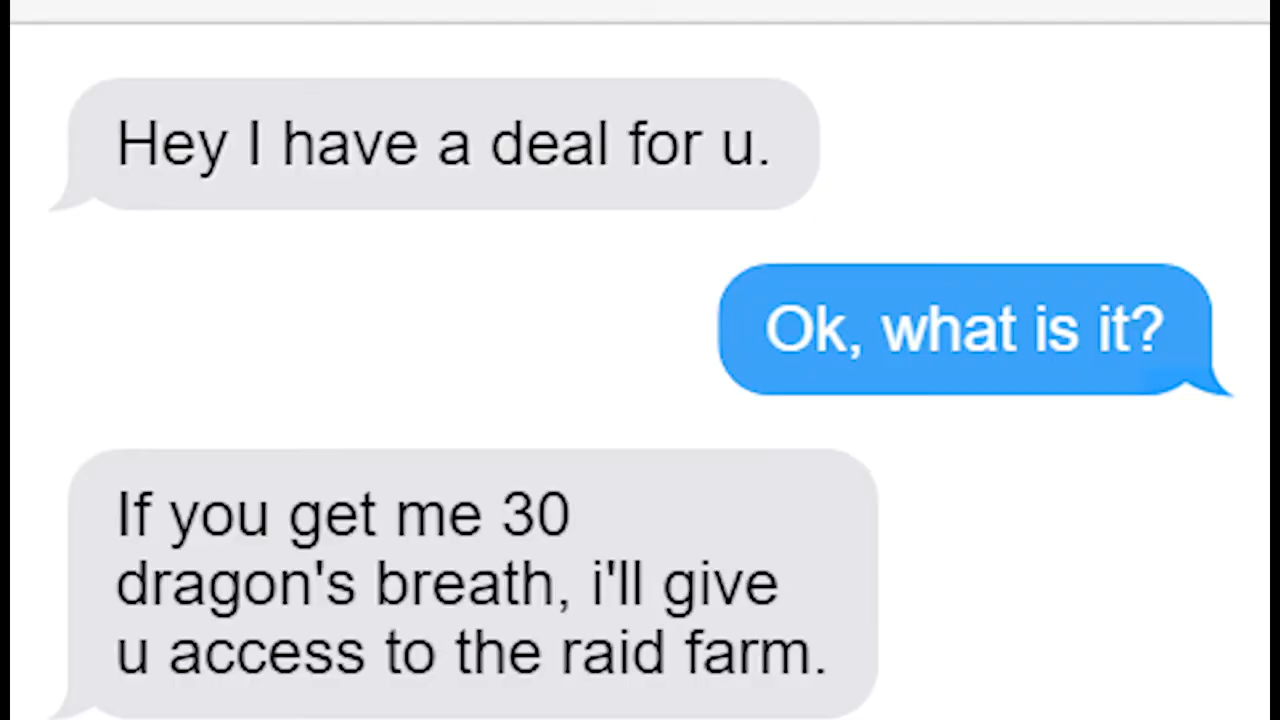 Hey I have a deal for u.
Ok, what is it?
If you get me 30
dragon's breath, i'll give
u access to the raid farm.